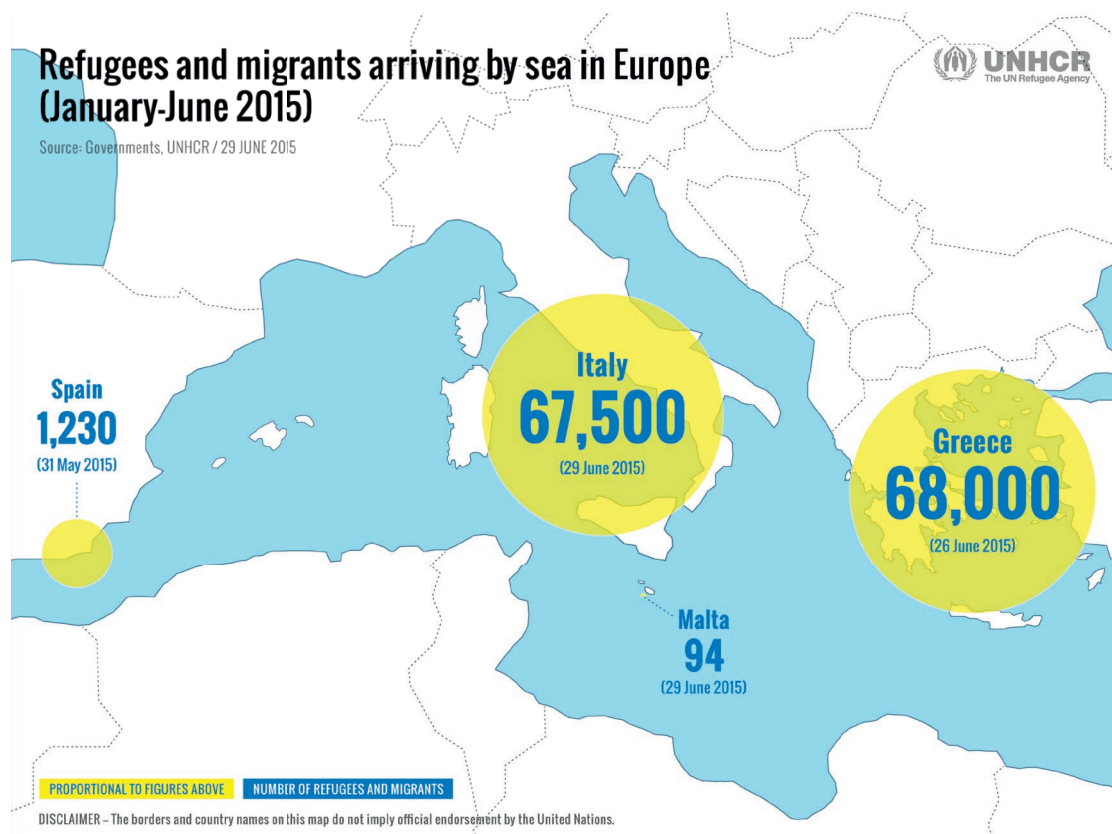 Refugees and migrants arriving by sea in Europe
(January-June 2015)
Source: Governments, UNHCR / 29 JUNE 2015
UNHCR
The UN Refugee Agency
Spain
1,230
(31 May 2015)
Italy
67,500
(29 June 2015)
Greece
68,000
(26 June 2015)
Malta
94
(29 June 2015)
PROPORTIONAL TO FIGURES ABOVE
NUMBER OF REFUGEES AND MIGRANTS
DISCLAIMER – The borders and country names on this map do not imply official endorsement by the United Nations.